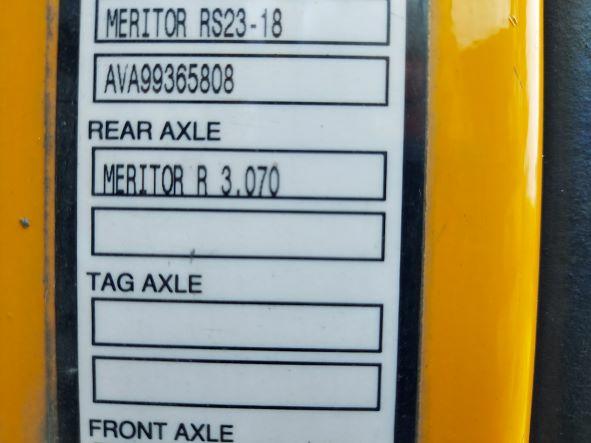 MERITOR RS23-18
AVA99365808
REAR AXLE
MERITOR R 3.070
TAG AXLE
FRONT AXLE